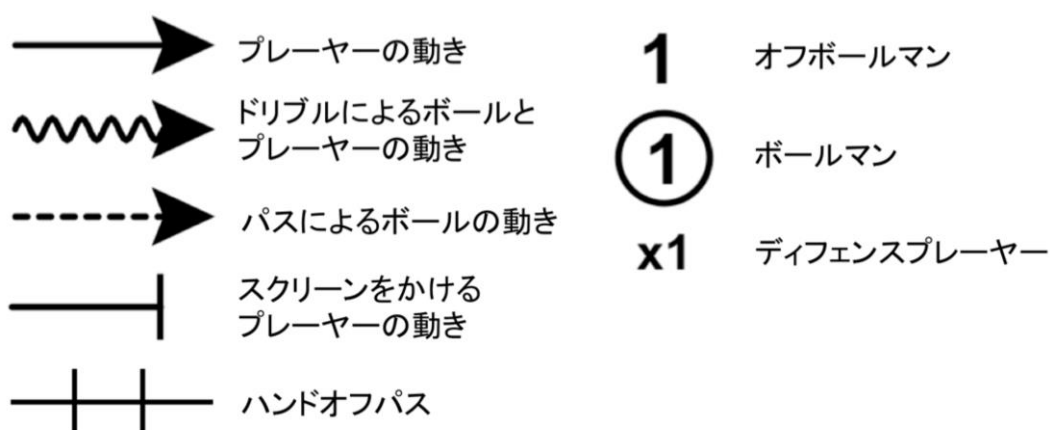 プレーヤーの動き
ドリブルによるボールと
プレーヤーの動き
パスによるボールの動き
スクリーンをかける
プレーヤーの動き
ハンドオフパス
1 オフボールマン
1 ボールマン
x1 ディフェンスプレーヤー